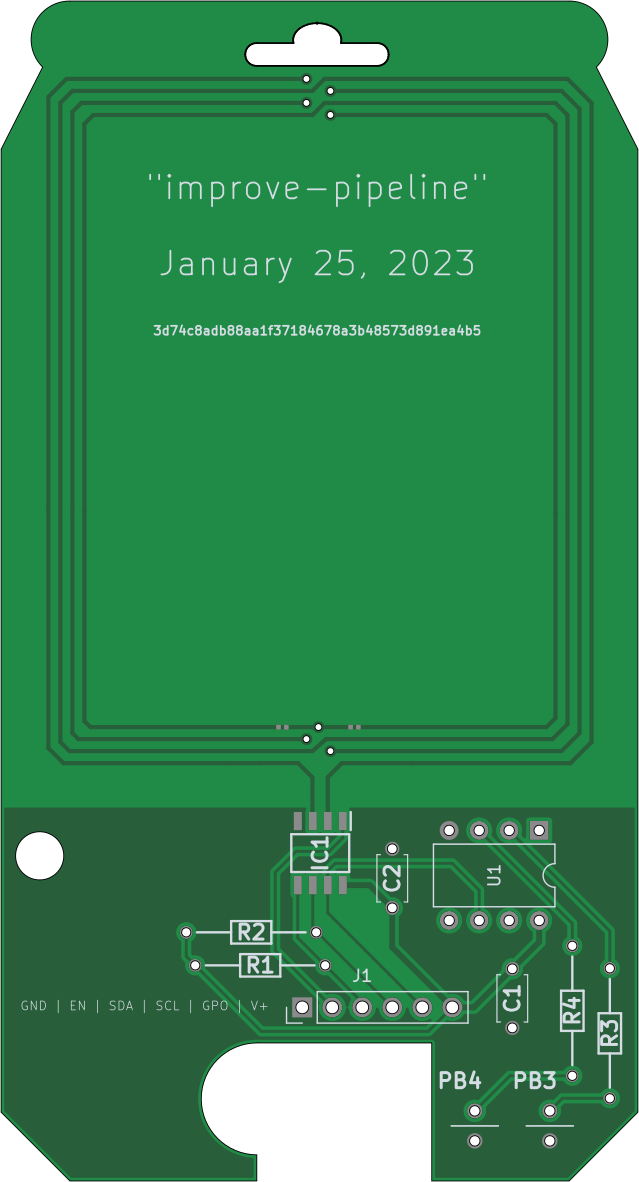 "improve-pipeline"
January 25, 2023
3d74c8adb88aa1f37184678a3b48573d891ea4b5
IC1
C2
U1
R2
R1
J1
GND | EN | SDA | SCL | GPO | V+
C1
R4
R3
PB4
PB3